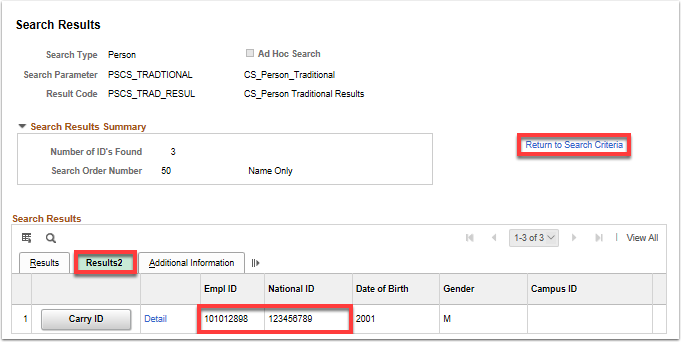 Search Results
Search Type Person Ad Hoc Search
Search Parameter PSCS_TRADTIONAL CS_Person_Traditional
Result Code PSCS_TRAD_RESUL CS_Person Traditional Results
Search Results Summary
Number of ID's Found 3
Return to Search Criteria
Search Order Number 50 Name Only
Search Results
1-3 of 3 View All
Results Results2 Additional Information
Empl ID National ID Date of Birth Gender Campus ID
1 Carry ID Detail 101012898 123456789 2001 M